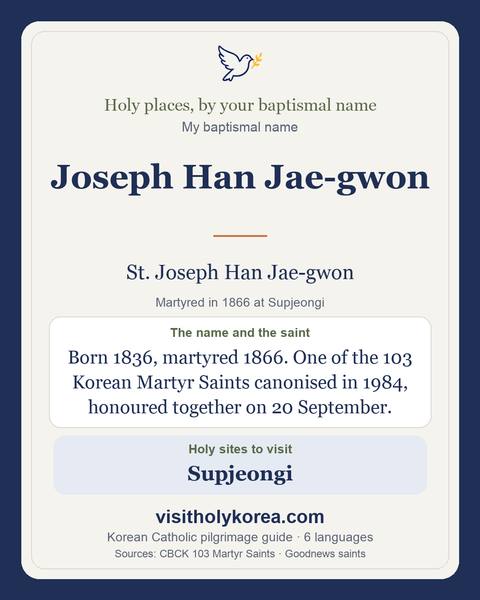 Holy places, by your baptismal name
My baptismal name
Joseph Han Jae-gwon
St. Joseph Han Jae-gwon
Martyred in 1866 at Supjeongi
The name and the saint
Born 1836, martyred 1866. One of the 103
Korean Martyr Saints canonised in 1984,
honoured together on 20 September.
Holy sites to visit
Supjeongi
visitholykorea.com
Korean Catholic pilgrimage guide · 6 languages
Sources: CBCK 103 Martyr Saints · Goodnews saints